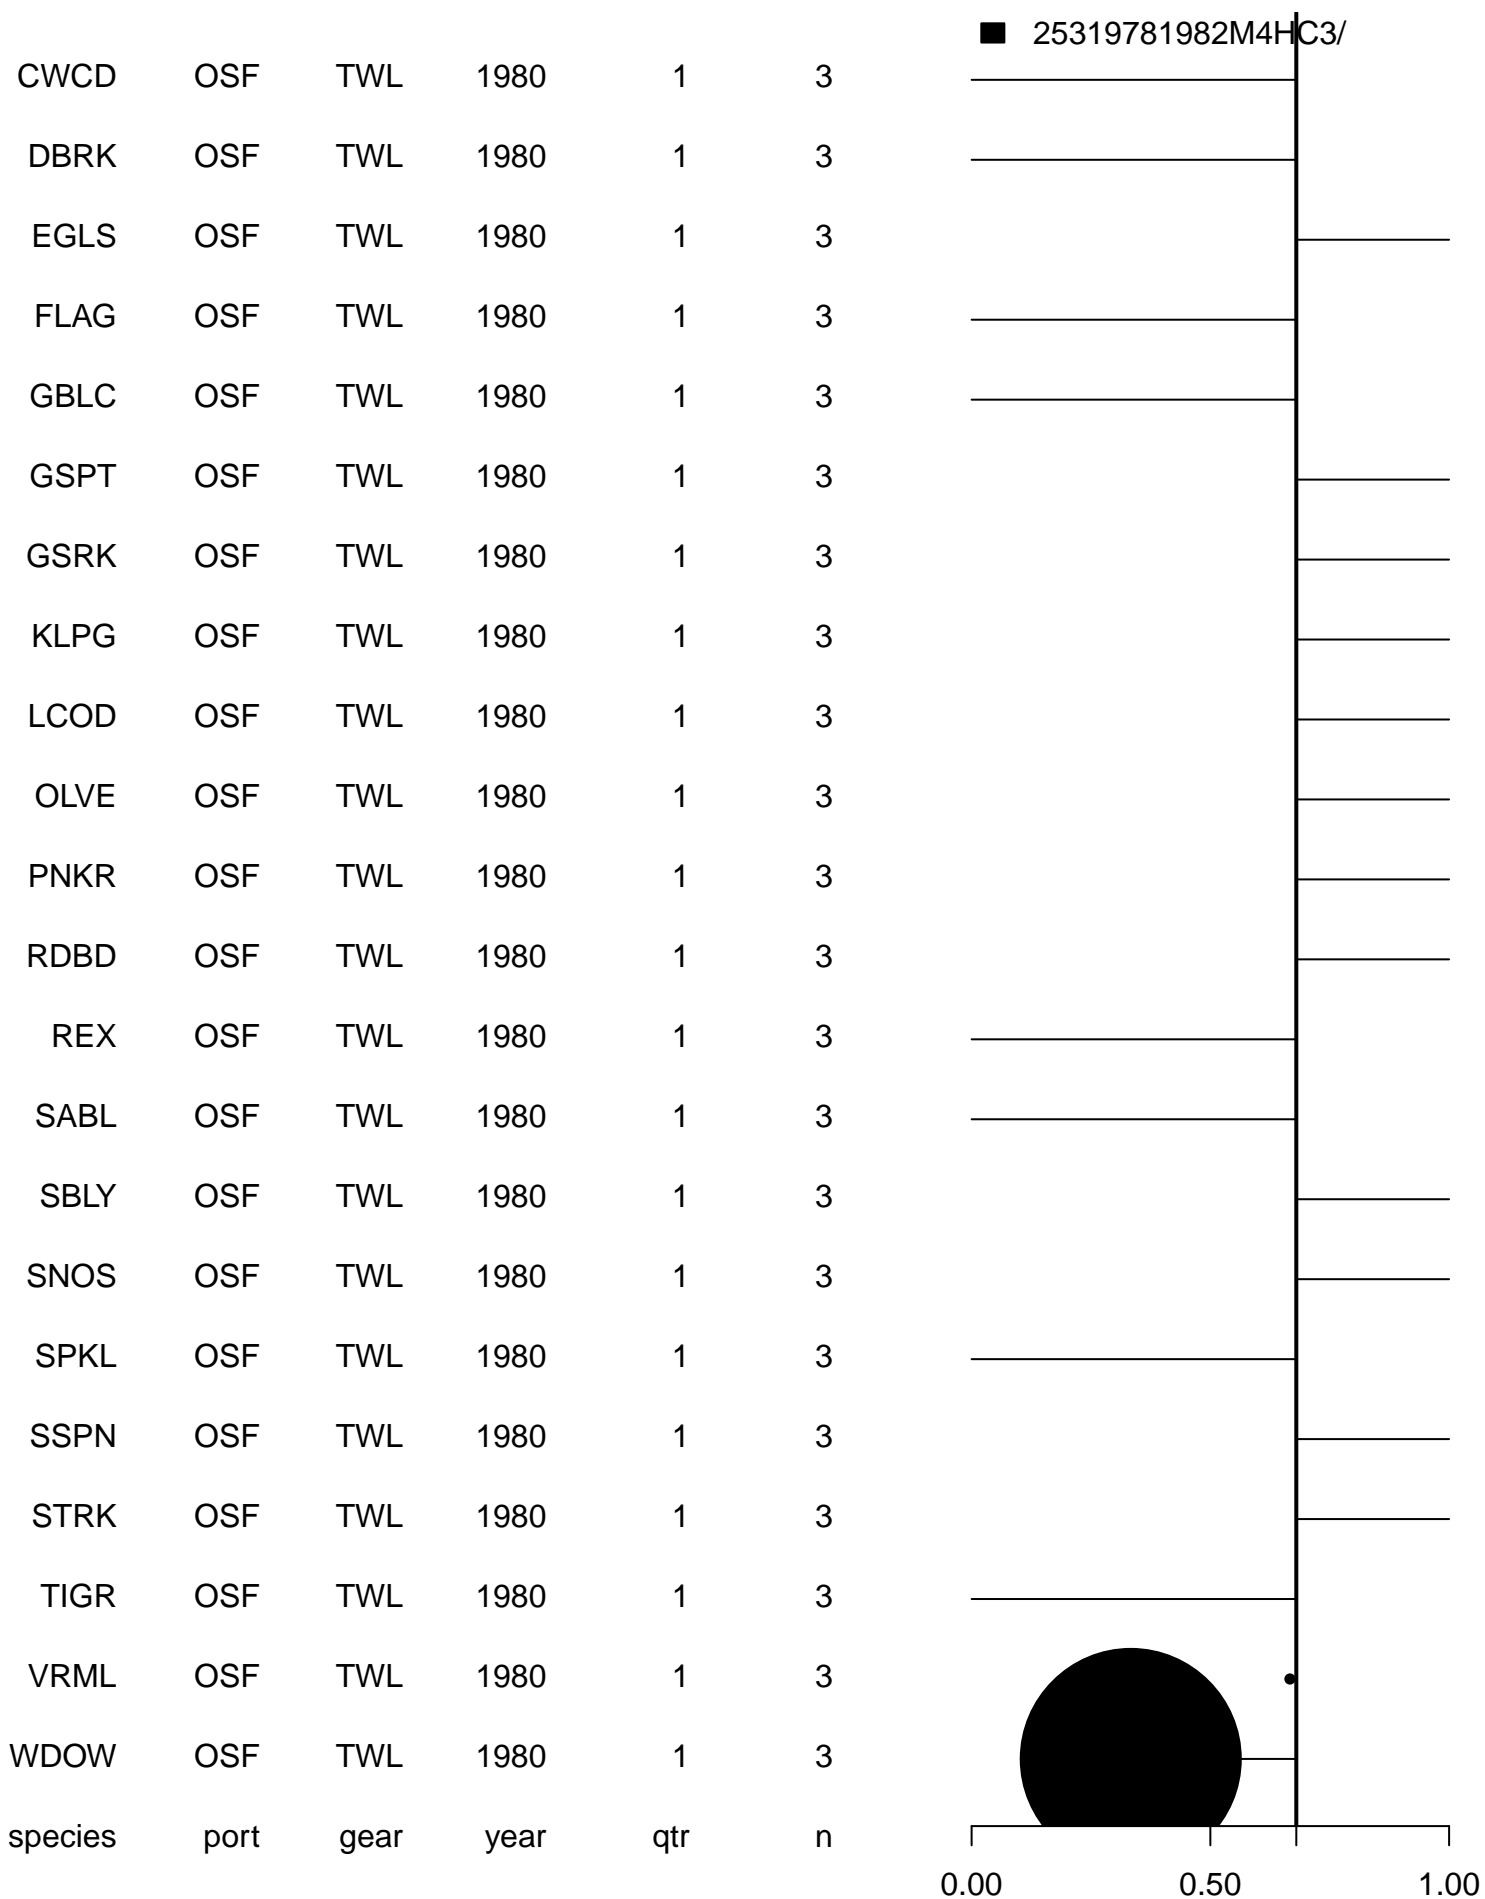 25319781982M4HC3/
CWCD OSF TWL 1980 1 3
DBRK OSF TWL 1980 1 3
EGLS OSF TWL 1980 1 3
FLAG OSF TWL 1980 1 3
GBLC OSF TWL 1980 1 3
GSPT OSF TWL 1980 1 3
GSRK OSF TWL 1980 1 3
KLPG OSF TWL 1980 1 3
LCOD OSF TWL 1980 1 3
OLVE OSF TWL 1980 1 3
PNKR OSF TWL 1980 1 3
RDBD OSF TWL 1980 1 3
REX OSF TWL 1980 1 3
SABL OSF TWL 1980 1 3
SBLY OSF TWL 1980 1 3
SNOS OSF TWL 1980 1 3
SPKL OSF TWL 1980 1 3
SSPN OSF TWL 1980 1 3
STRK OSF TWL 1980 1 3
TIGR OSF TWL 1980 1 3
VRML OSF TWL 1980 1 3
WDOW OSF TWL 1980 1 3
species port gear year qtr n
0.00 0.50 1.00